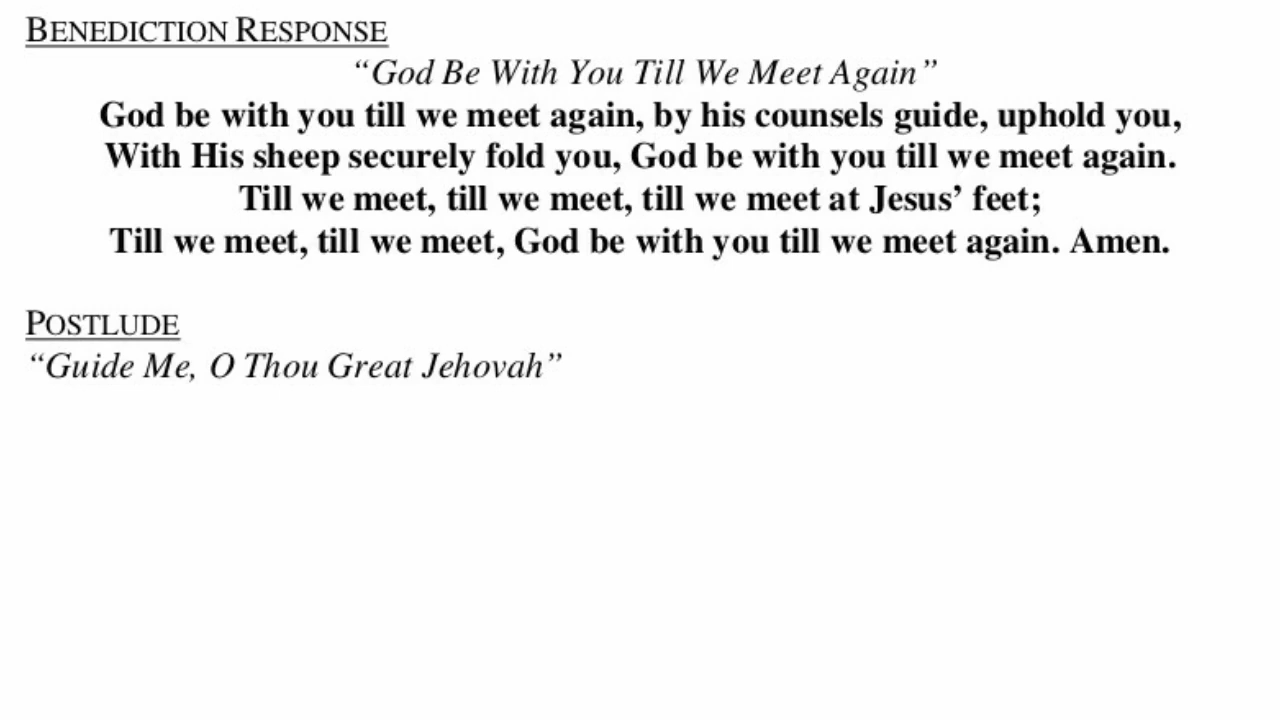 BENEDICTION RESPONSE
“God Be With You Till We Meet Again”
God be with you till we meet again, by his counsels guide, uphold you,
With His sheep securely fold you, God be with you till we meet again.
Till we meet, till we meet, till we meet at Jesus’ feet;
Till we meet, till we meet, God be with you till we meet again. Amen.
POSTLUDE
“Guide Me, O Thou Great Jehovah”